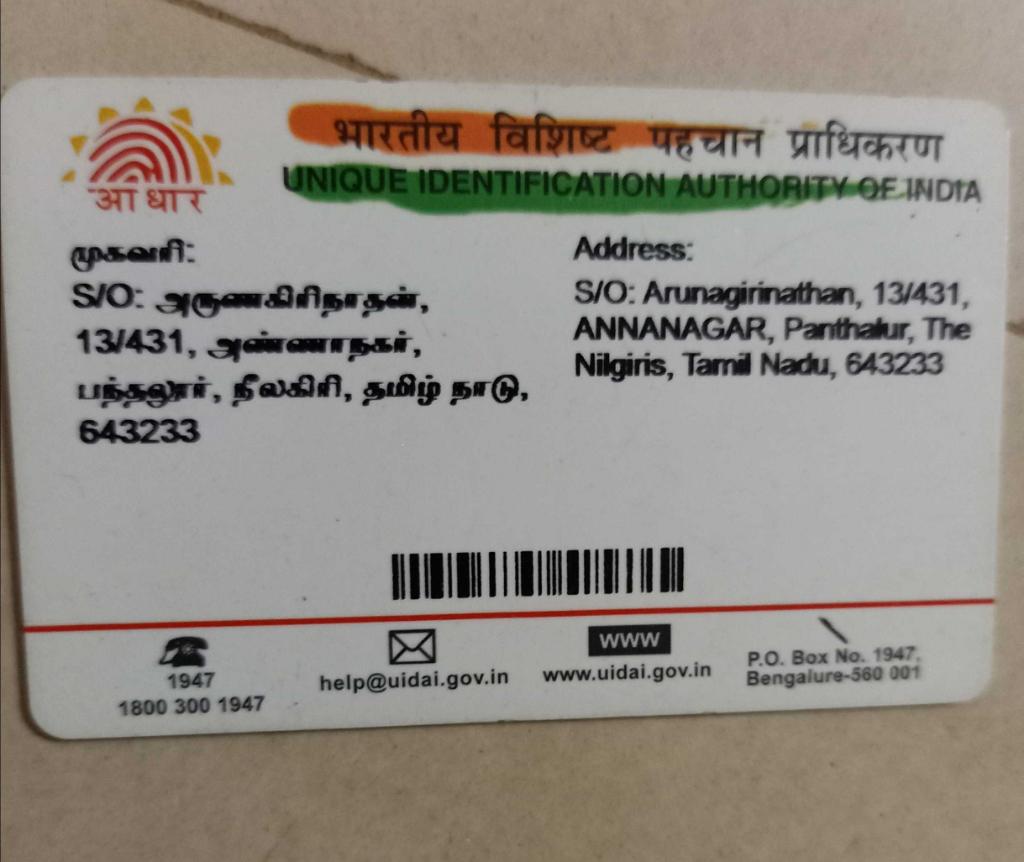 आधार
भारतीय विशिष्ट पहचान प्राधिकरण
UNIQUE IDENTIFICATION AUTHORITY OF INDIA
முகவரி:
S/O: அருணகிரிநாதன்,
13/431, அண்ணாநகர்,
பந்தலூர், நீலகிரி, தமிழ் நாடு,
643233
Address:
S/O: Arunagirinathan, 13/431,
ANNANAGAR, Panthalur, The
Nilgiris, Tamil Nadu, 643233
1947
1800 300 1947
help@uidai.gov.in
www
www.uidai.gov.in
P.O. Box No. 1947,
Bengalure-560 001